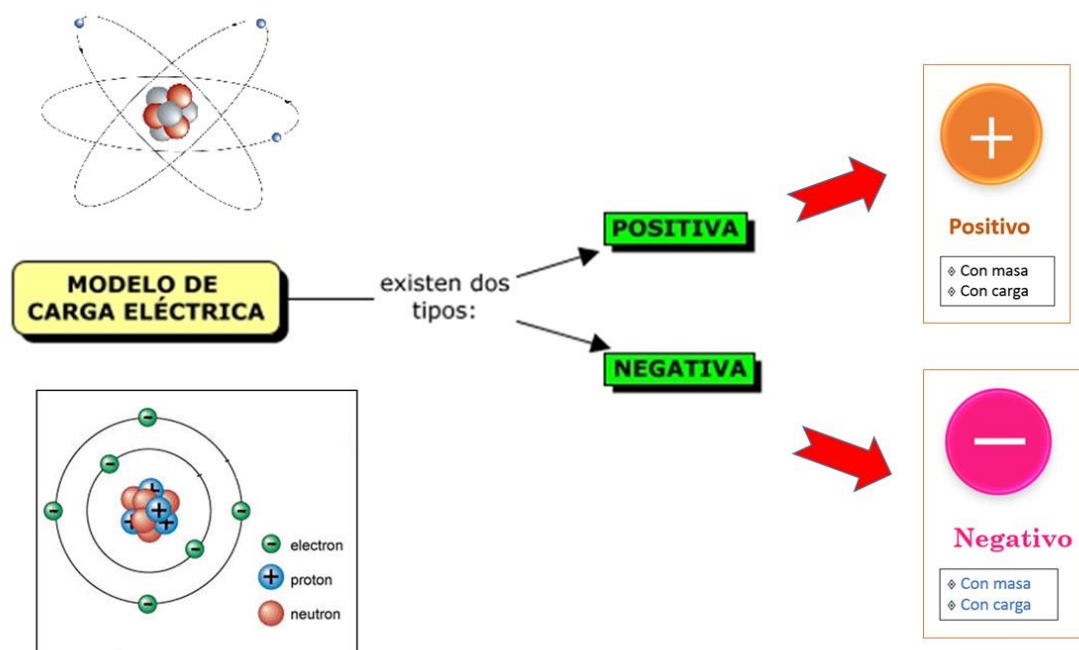 MODELO DE
CARGA ELÉCTRICA
existen dos
tipos:
POSITIVA
NEGATIVA
+
Positivo
Con masa
Con carga
−
Negativo
Con masa
Con carga
- electron
+ proton
neutron